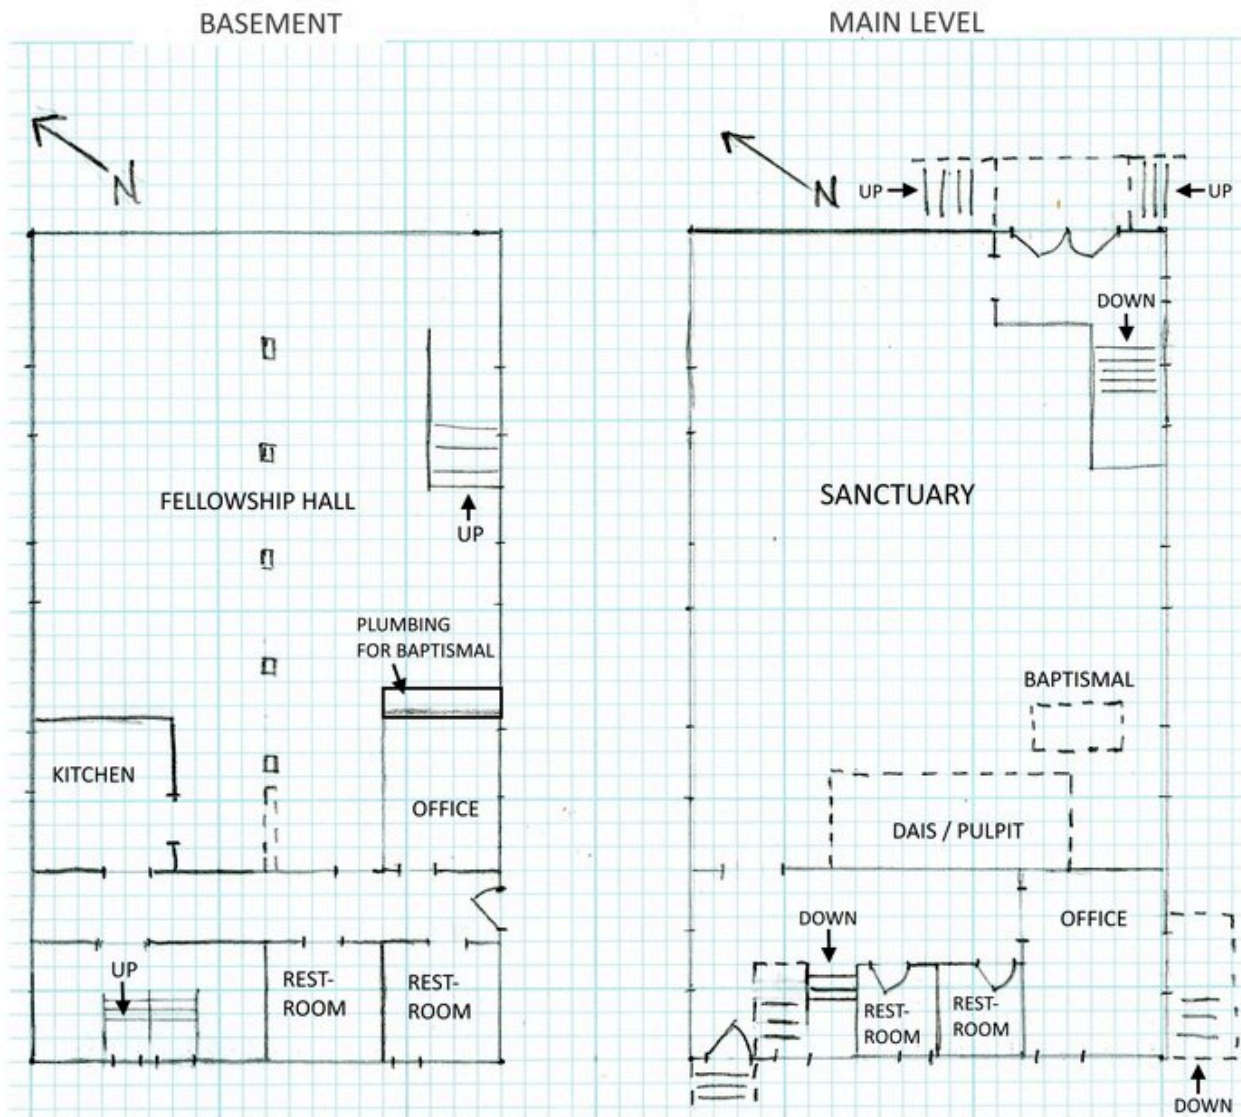 BASEMENT
MAIN LEVEL
N
N
UP
UP
DOWN
FELLOWSHIP HALL
UP
SANCTUARY
PLUMBING
FOR BAPTISMAL
BAPTISMAL
KITCHEN
OFFICE
DAIS / PULPIT
UP
REST-
ROOM
REST-
ROOM
DOWN
OFFICE
REST-
ROOM
REST-
ROOM
DOWN